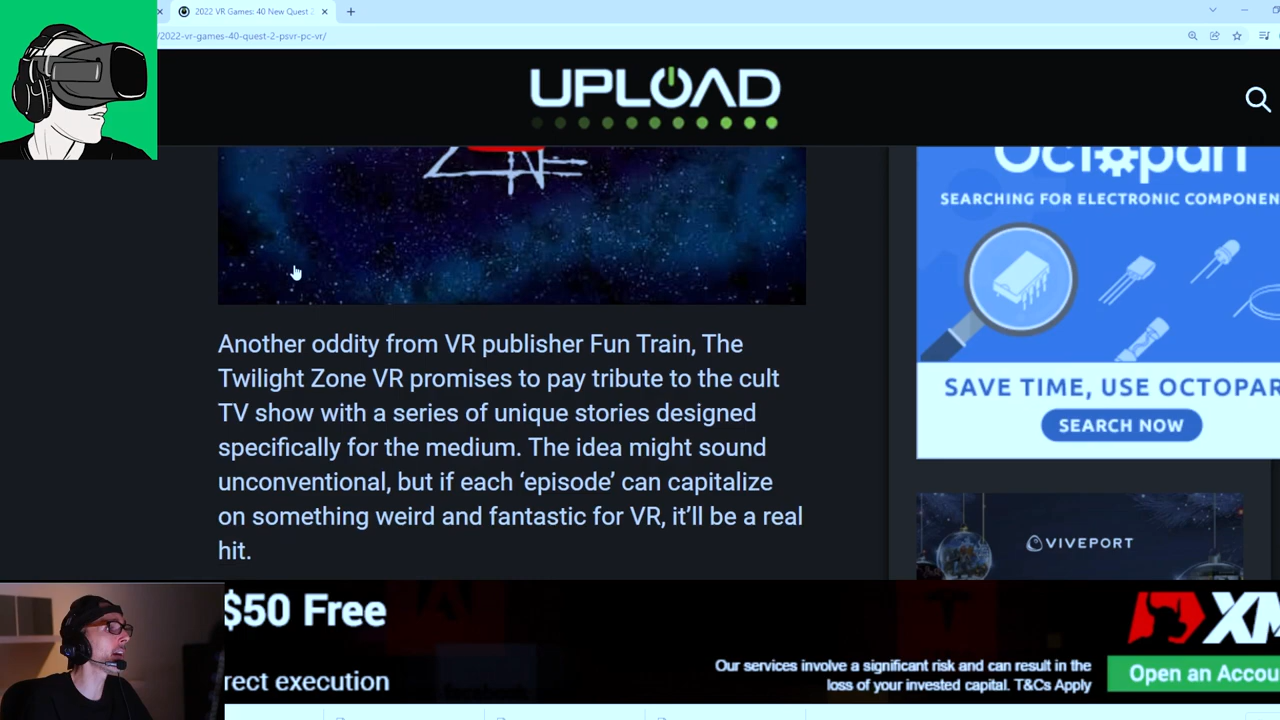 2022 VR Games: 40 New Quest 2
/2022-vr-games-40-quest-2-psvr-pc-vr/
UPLOAD
Octopart
SEARCHING FOR ELECTRONIC COMPONEN
SAVE TIME, USE OCTOPAR
SEARCH NOW
Another oddity from VR publisher Fun Train, The
Twilight Zone VR promises to pay tribute to the cult
TV show with a series of unique stories designed
specifically for the medium. The idea might sound
unconventional, but if each ‘episode’ can capitalize
on something weird and fantastic for VR, it’ll be a real
hit.
VIVEPORT
$50 Free
rect execution
Our services involve a significant risk and can result in the
loss of your invested capital. T&Cs Apply
XM
Open an Accou